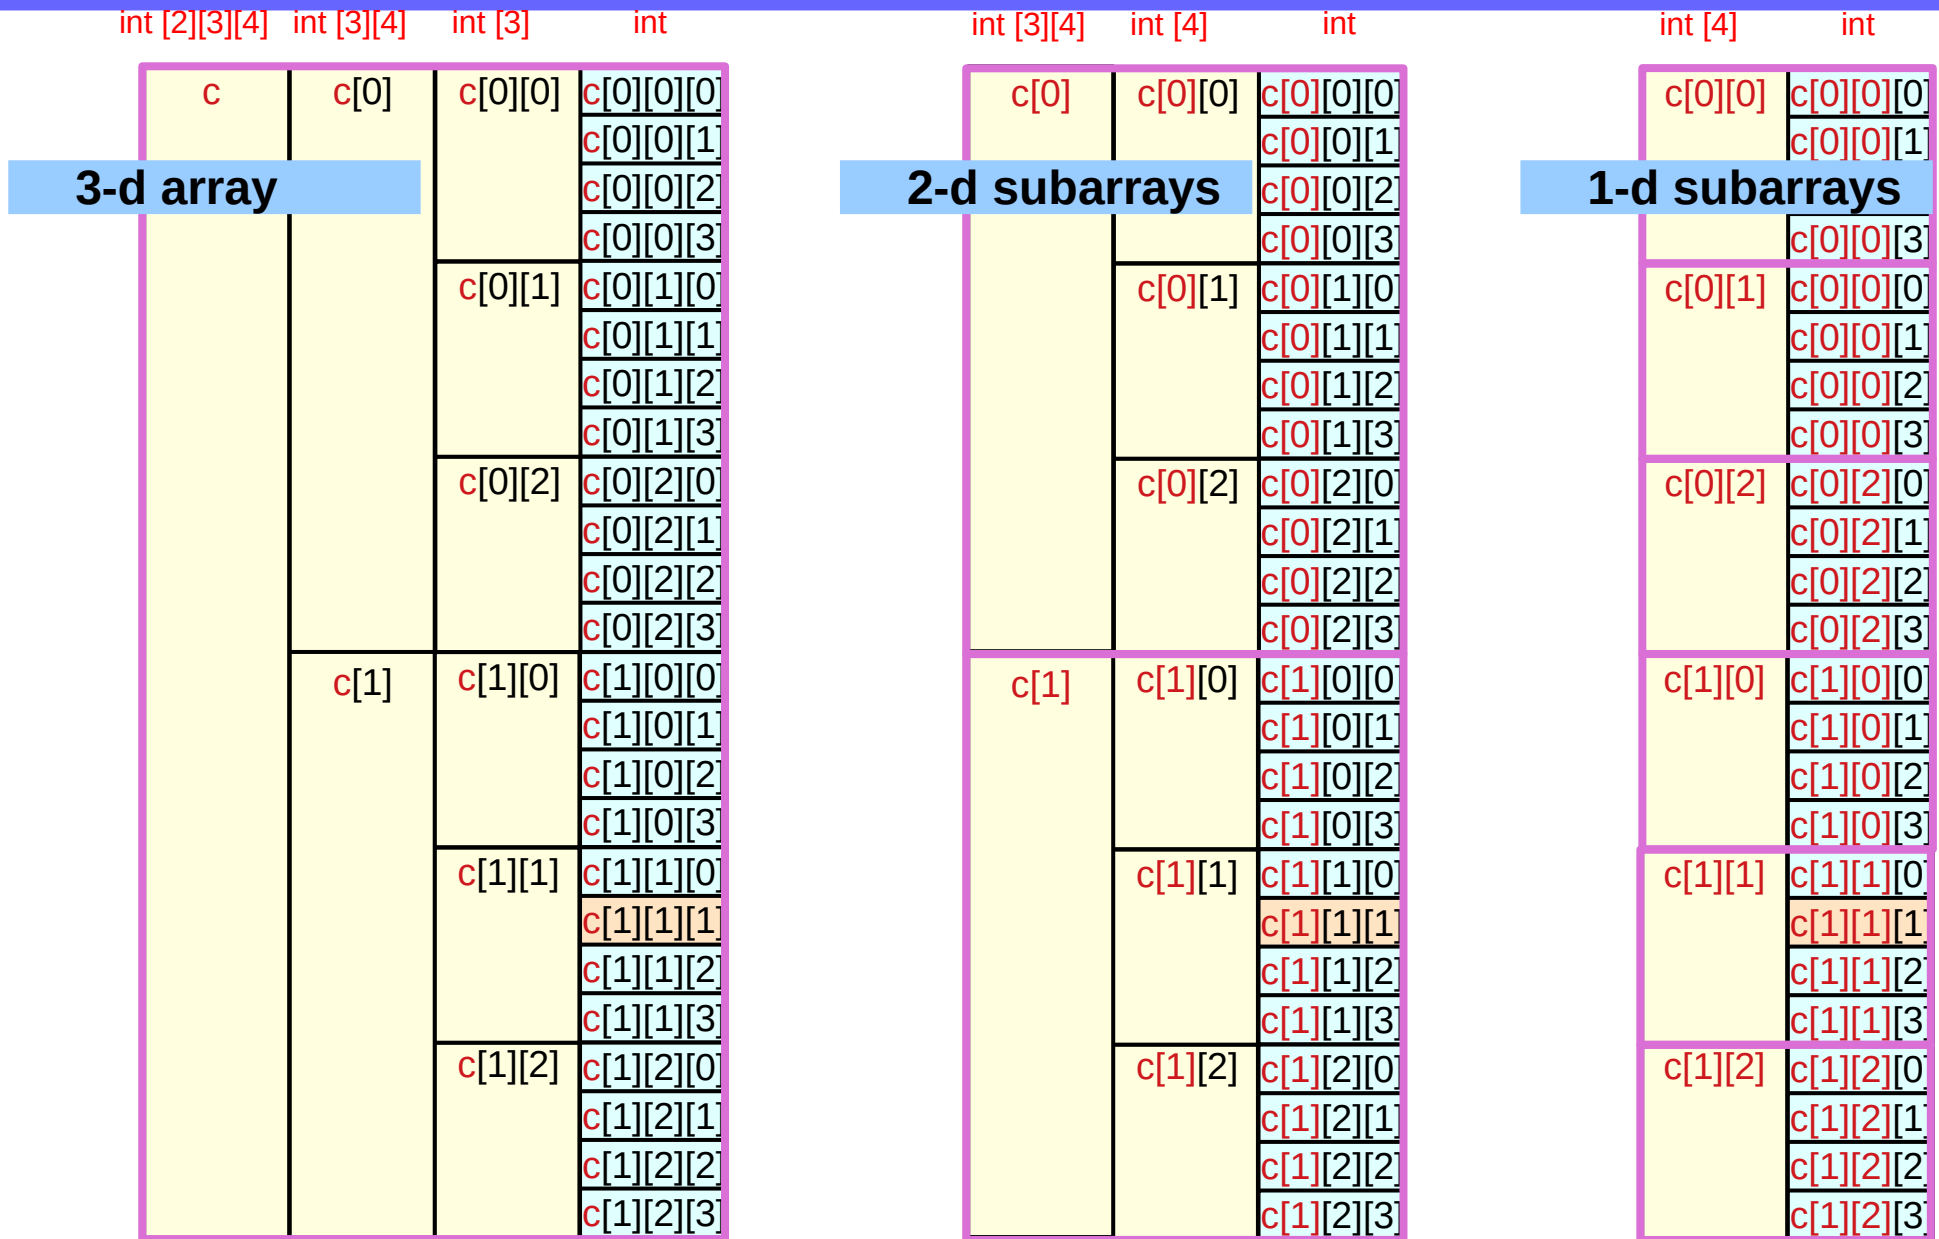 int [2][3][4] int [3][4] int [3] int
c c[0] c[0][0] c[0][0][0]
c[0][0][1]
3-d array c[0][0][2]
c[0][0][3]
c[0][1] c[0][1][0]
c[0][1][1]
c[0][1][2]
c[0][1][3]
c[0][2] c[0][2][0]
c[0][2][1]
c[0][2][2]
c[0][2][3]
c[1] c[1][0] c[1][0][0]
c[1][0][1]
c[1][0][2]
c[1][0][3]
c[1][1] c[1][1][0]
c[1][1][1]
c[1][1][2]
c[1][1][3]
c[1][2] c[1][2][0]
c[1][2][1]
c[1][2][2]
c[1][2][3]
int [3][4] int [4] int
c[0] c[0][0] c[0][0][0]
c[0][0][1]
2-d subarrays c[0][0][2]
c[0][0][3]
c[0][1] c[0][1][0]
c[0][1][1]
c[0][1][2]
c[0][1][3]
c[0][2] c[0][2][0]
c[0][2][1]
c[0][2][2]
c[0][2][3]
c[1] c[1][0] c[1][0][0]
c[1][0][1]
c[1][0][2]
c[1][0][3]
c[1][1] c[1][1][0]
c[1][1][1]
c[1][1][2]
c[1][1][3]
c[1][2] c[1][2][0]
c[1][2][1]
c[1][2][2]
c[1][2][3]
int [4] int
c[0][0] c[0][0][0]
c[0][0][1]
1-d subarrays
c[0][0][3]
c[0][1] c[0][0][0]
c[0][0][1]
c[0][0][2]
c[0][0][3]
c[0][2] c[0][2][0]
c[0][2][1]
c[0][2][2]
c[0][2][3]
c[1][0] c[1][0][0]
c[1][0][1]
c[1][0][2]
c[1][0][3]
c[1][1] c[1][1][0]
c[1][1][1]
c[1][1][2]
c[1][1][3]
c[1][2] c[1][2][0]
c[1][2][1]
c[1][2][2]
c[1][2][3]